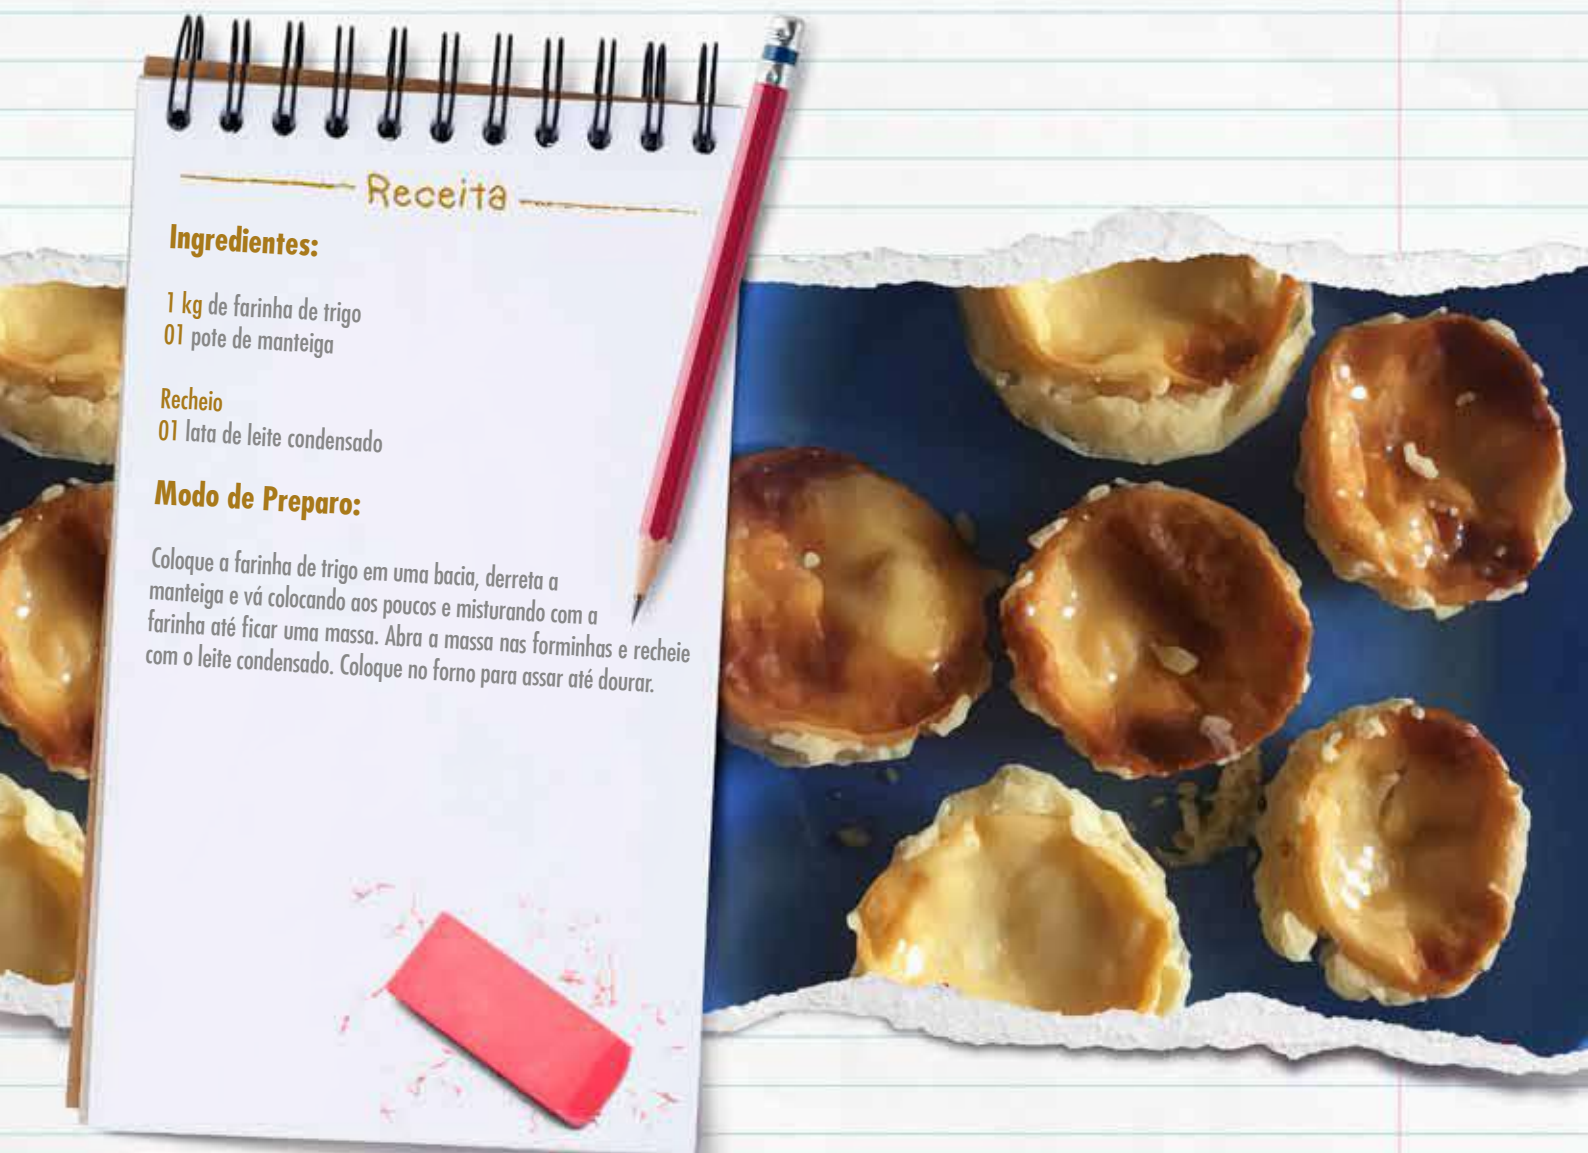 Receita
Ingredientes:
1 kg de farinha de trigo
01 pote de manteiga
Recheio
01 lata de leite condensado
Modo de Preparo:
Coloque a farinha de trigo em uma bacia, derreta a
manteiga e vá colocando aos poucos e misturando com a
farinha até ficar uma massa. Abra a massa nas forminhas e recheie
com o leite condensado. Coloque no forno para assar até dourar.